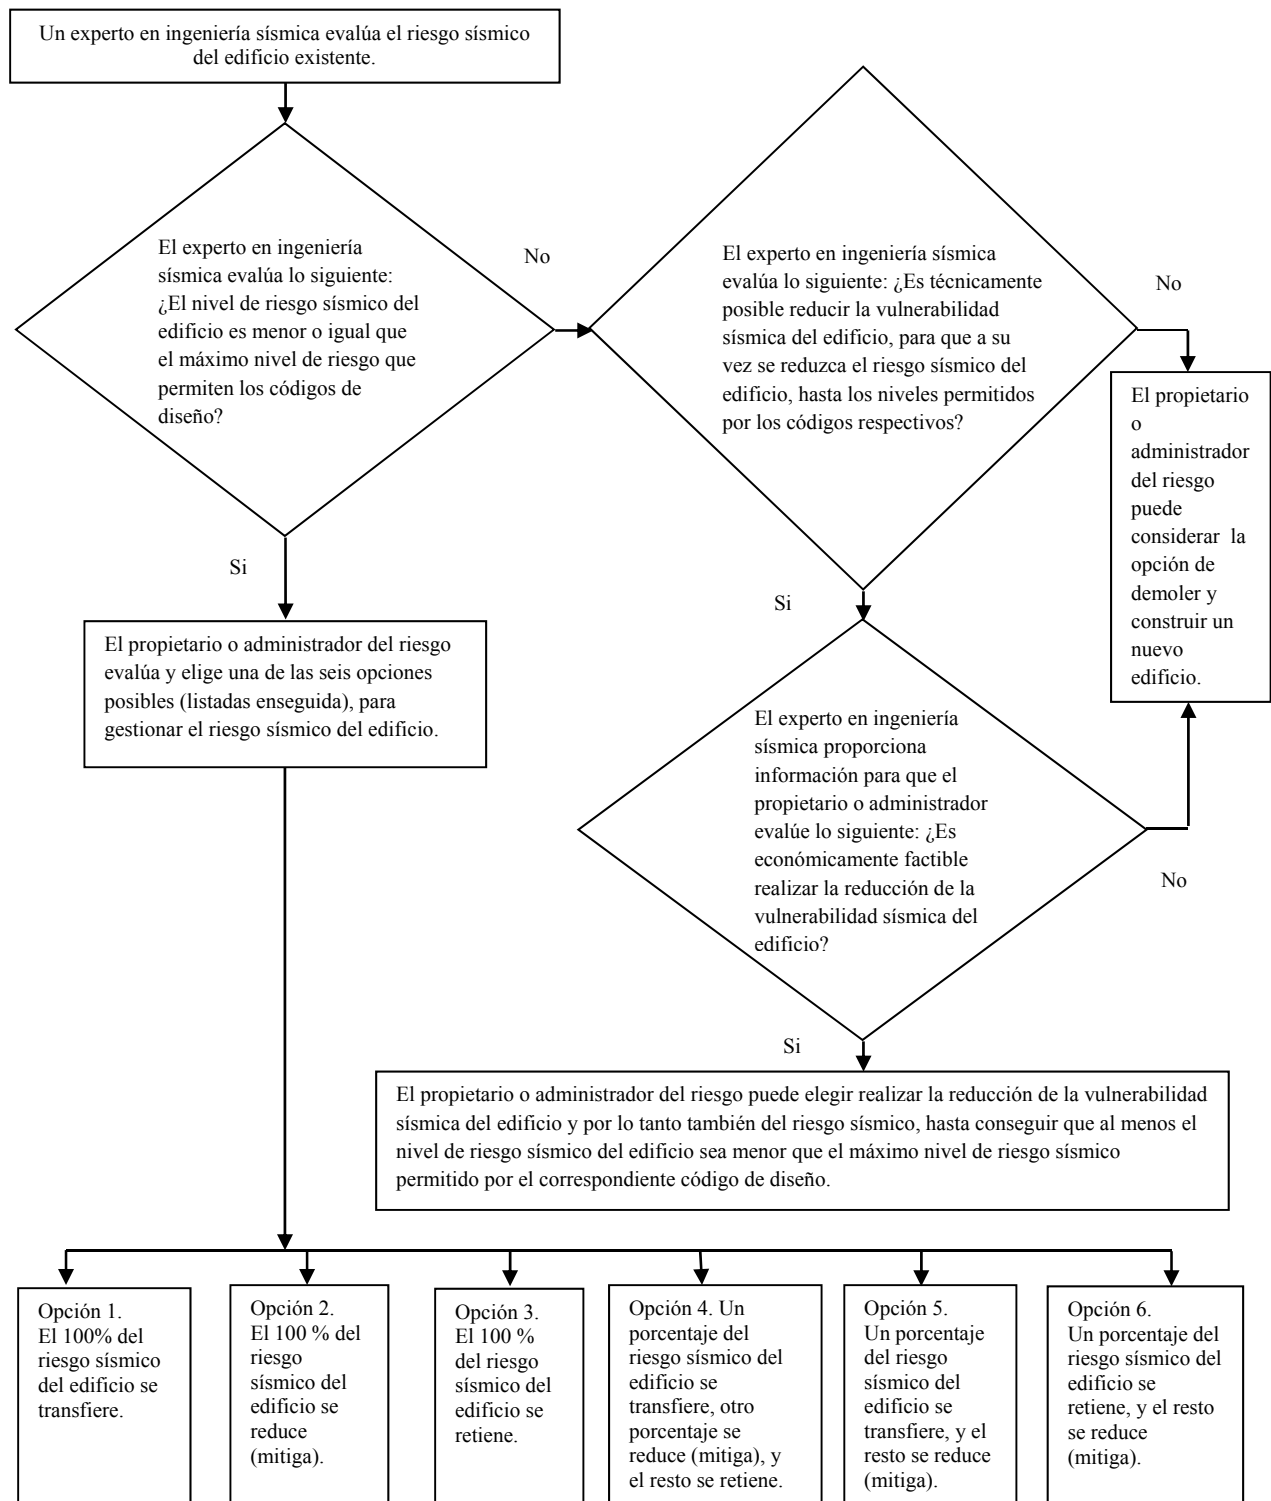 Un experto en ingeniería sísmica evalúa el riesgo sísmico
del edificio existente.
El experto en ingeniería
sísmica evalúa lo siguiente:
¿El nivel de riesgo sísmico del
edificio es menor o igual que
el máximo nivel de riesgo que
permiten los códigos de
diseño?
No
El experto en ingeniería sísmica
evalúa lo siguiente: ¿Es técnicamente
posible reducir la vulnerabilidad
sísmica del edificio, para que a su
vez se reduzca el riesgo sísmico del
edificio, hasta los niveles permitidos
por los códigos respectivos?
No
El propietario
o
administrador
del riesgo
puede
considerar la
opción de
demoler y
construir un
nuevo
edificio.
Si
El propietario o administrador del riesgo
evalúa y elige una de las seis opciones
posibles (listadas enseguida), para
gestionar el riesgo sísmico del edificio.
Si
El experto en ingeniería
sísmica proporciona
información para que el
propietario o administrador
evalúe lo siguiente: ¿Es
económicamente factible
realizar la reducción de la
vulnerabilidad sísmica del
edificio?
No
Si
El propietario o administrador del riesgo puede elegir realizar la reducción de la vulnerabilidad
sísmica del edificio y por lo tanto también del riesgo sísmico, hasta conseguir que al menos el
nivel de riesgo sísmico del edificio sea menor que el máximo nivel de riesgo sísmico
permitido por el correspondiente código de diseño.
Opción 1.
El 100% del
riesgo sísmico
del edificio se
transfiere.
Opción 2.
El 100 % del
riesgo
sísmico del
edificio se
reduce
(mitiga).
Opción 3.
El 100 %
del riesgo
sísmico del
edificio se
retiene.
Opción 4. Un
porcentaje del
riesgo sísmico del
edificio se
transfiere, otro
porcentaje se
reduce (mitiga), y
el resto se retiene.
Opción 5.
Un porcentaje
del riesgo
sísmico del
edificio se
transfiere, y el
resto se reduce
(mitiga).
Opción 6.
Un porcentaje del
riesgo sísmico del
edificio se
retiene, y el resto
se reduce
(mitiga).